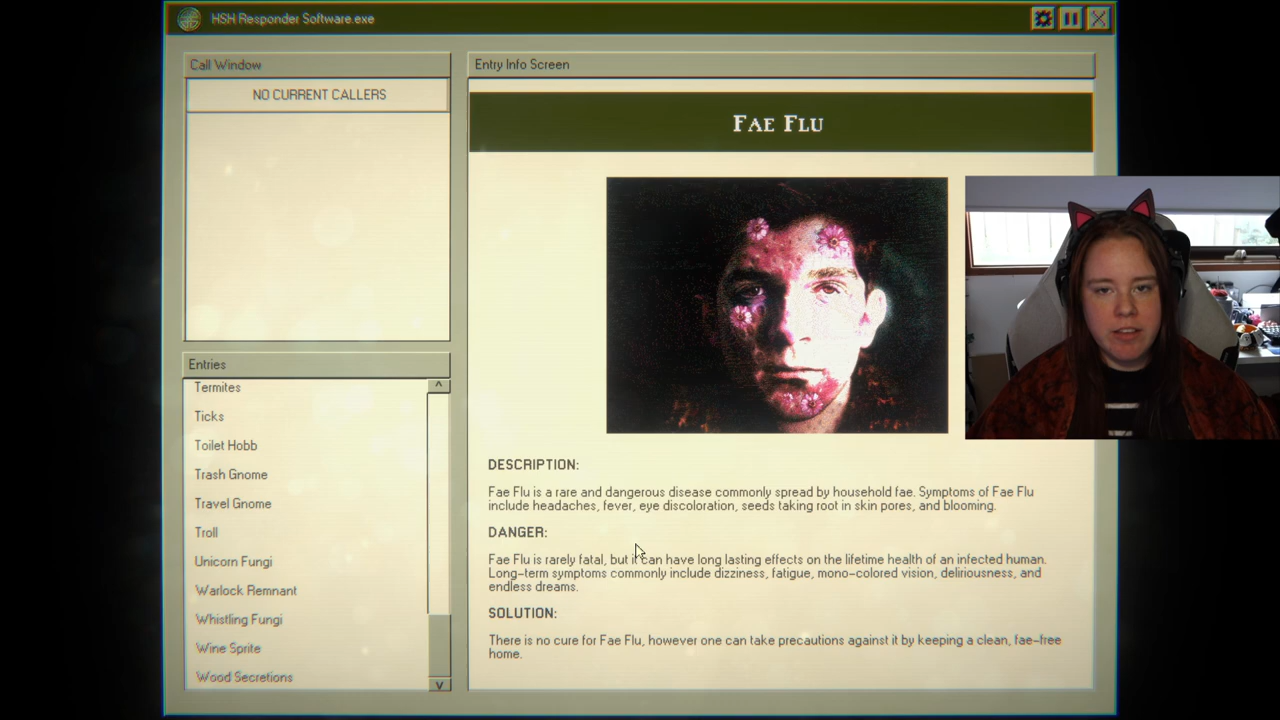 HSH Responder Software.exe
Call Window
NO CURRENT CALLERS
Entries
Termites
Ticks
Toilet Hobb
Trash Gnome
Travel Gnome
Troll
Unicorn Fungi
Warlock Remnant
Whistling Fungi
Wine Sprite
Wood Secretions
Entry Info Screen
FAE FLU
DESCRIPTION:
Fae Flu is a rare and dangerous disease commonly spread by household fae. Symptoms of Fae Flu
include headaches, fever, eye discoloration, seeds taking root in skin pores, and blooming.
DANGER:
Fae Flu is rarely fatal, but it can have long lasting effects on the lifetime health of an infected human.
Long-term symptoms commonly include dizziness, fatigue, mono-colored vision, deliriousness, and
endless dreams.
SOLUTION:
There is no cure for Fae Flu, however one can take precautions against it by keeping a clean, fae-free
home.